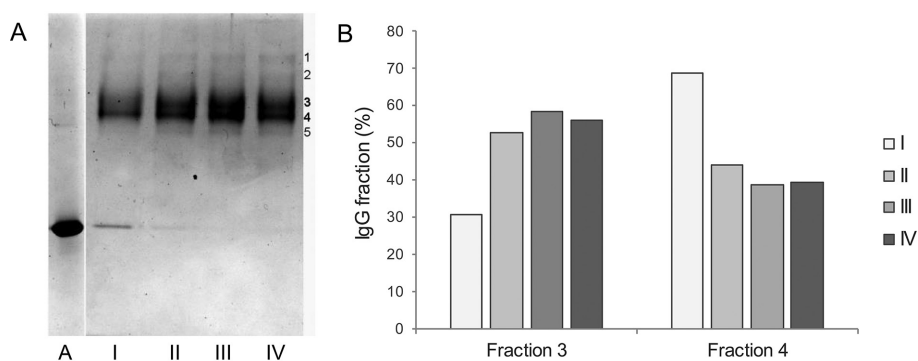 A
1
2
3
4
5
A I II III IV
B
IgG fraction (%)
80
70
60
50
40
30
20
10
0
Fraction 3 Fraction 4
I
II
III
IV